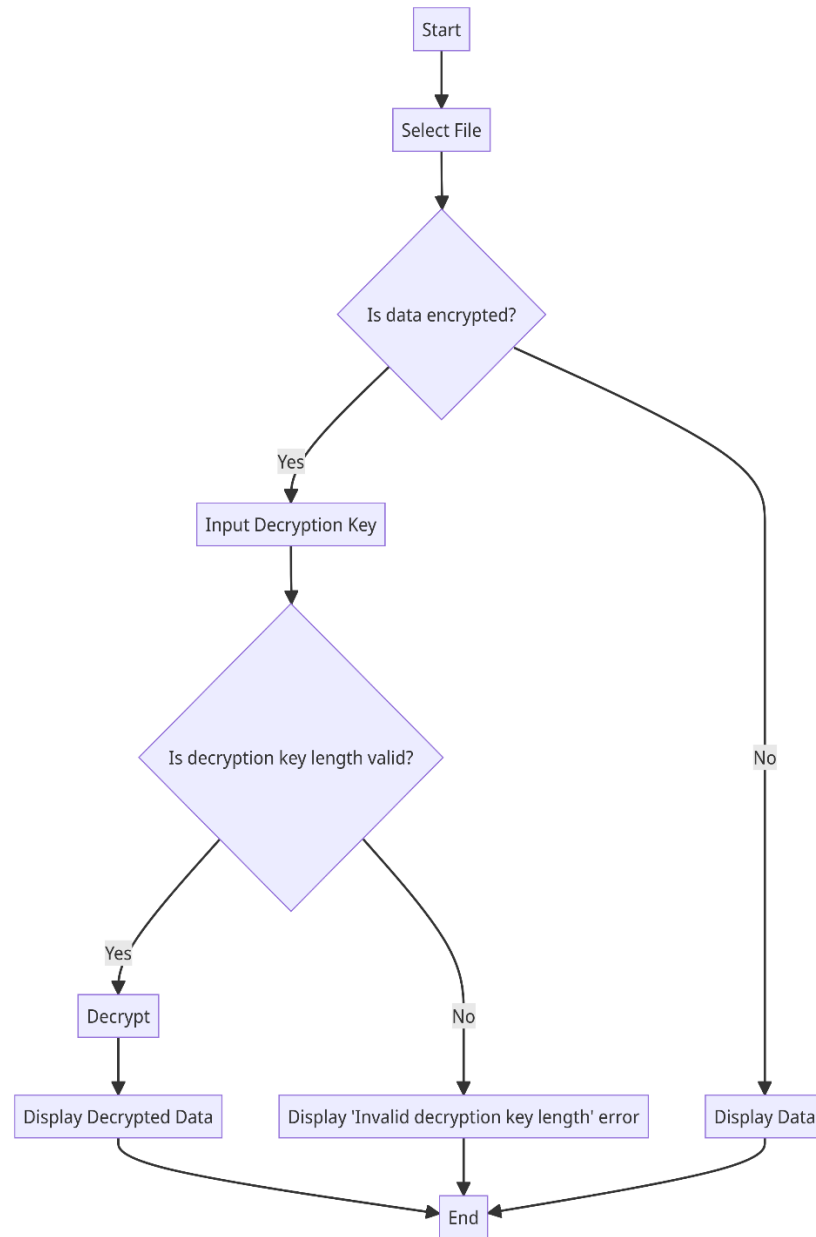 Start
Select File
Is data encrypted?
Yes
Input Decryption Key
Is decryption key length valid?
No
Yes
Decrypt
No
Display Decrypted Data
Display 'Invalid decryption key length' error
Display Data
End